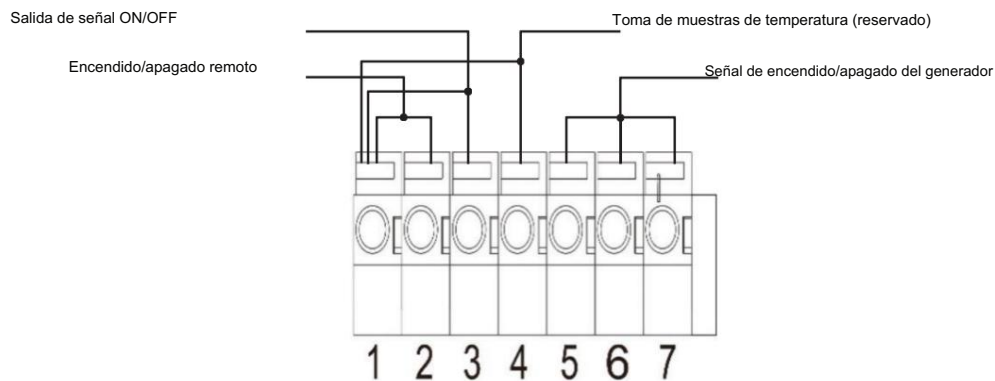 Salida de señal ON/OFF
Toma de muestras de temperatura (reservado)
Encendido/apagado remoto
Señal de encendido/apagado del generador
1 2 3 4 5 6 7